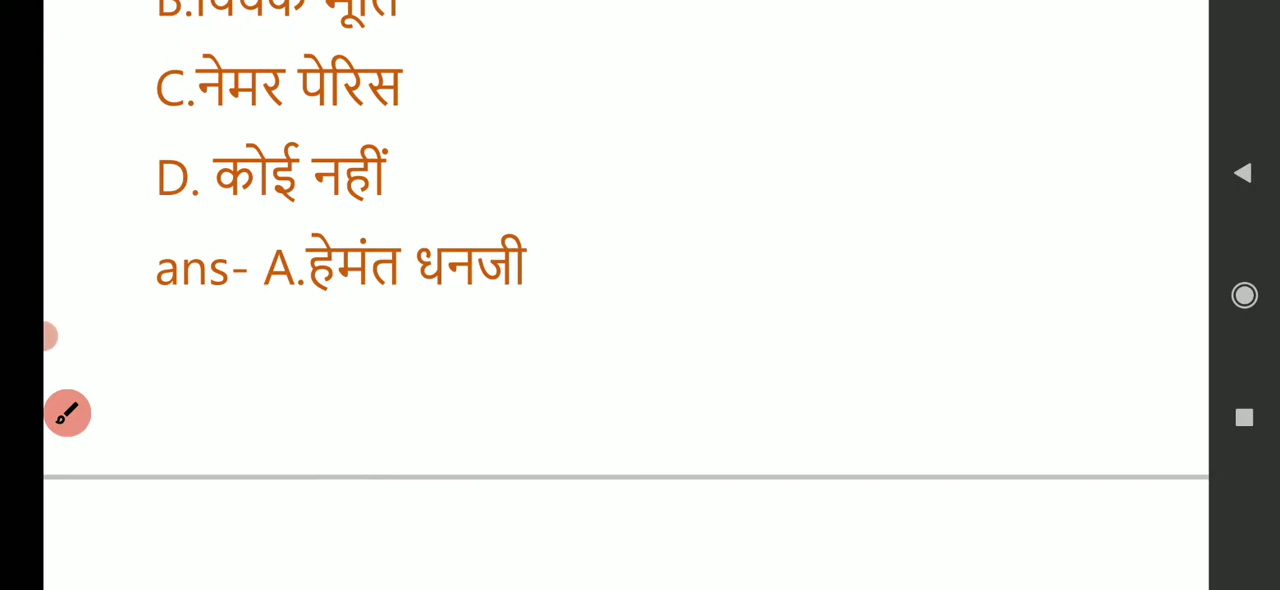 C.नेमर पेरिस
D. कोई नहीं
ans- A.हेमंत धनजी